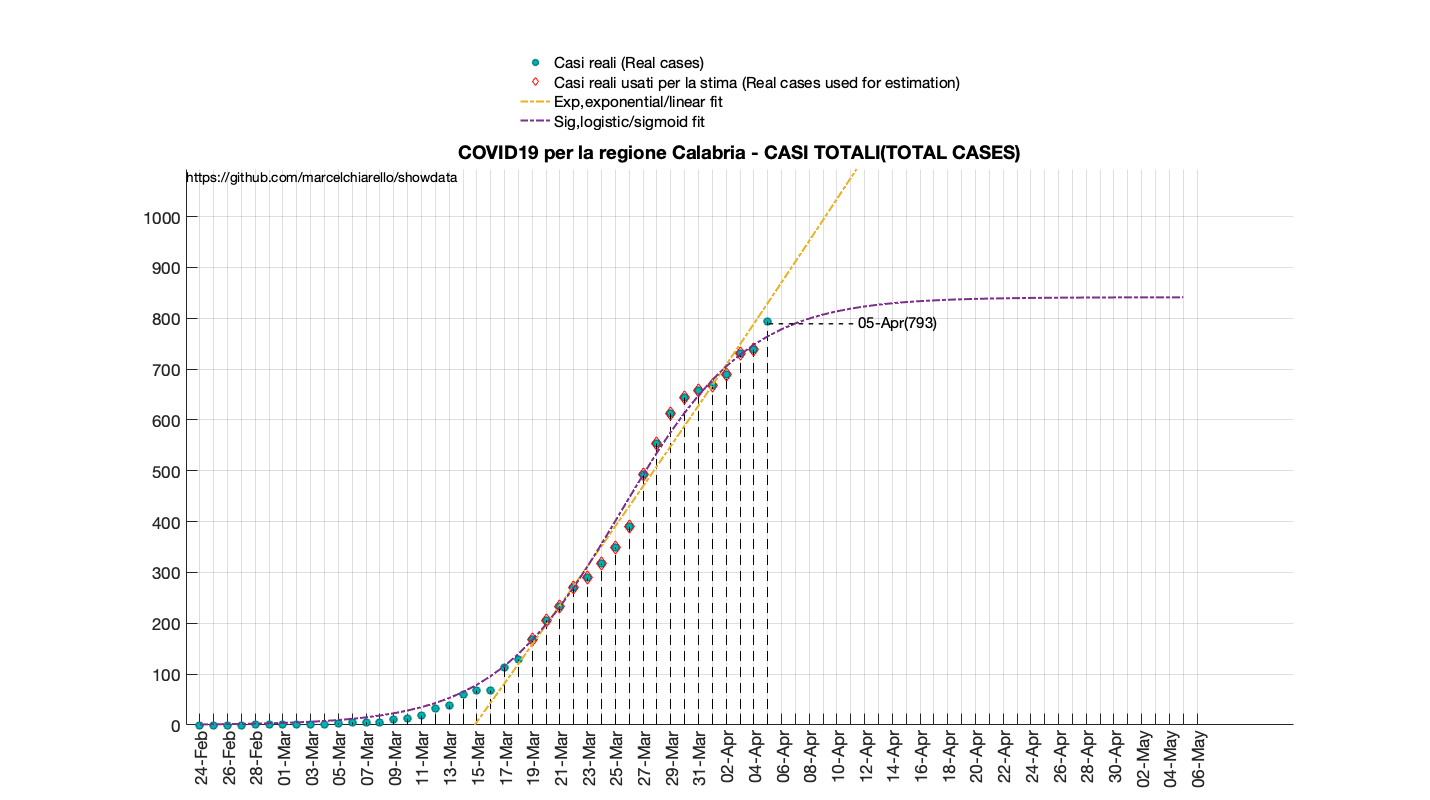 Casi reali (Real cases)
Casi reali usati per la stima (Real cases used for estimation)
Exp,exponential/linear fit
Sig,logistic/sigmoid fit
COVID19 per la regione Calabria - CASI TOTALI(TOTAL CASES)
https://github.com/marcelchiarello/showdata
1000
900
800
700
600
500
400
300
200
100
0
05-Apr(793)
24-Feb
26-Feb
28-Feb
01-Mar
03-Mar
05-Mar
07-Mar
09-Mar
11-Mar
13-Mar
15-Mar
17-Mar
19-Mar
21-Mar
23-Mar
25-Mar
27-Mar
29-Mar
31-Mar
02-Apr
04-Apr
06-Apr
08-Apr
10-Apr
12-Apr
14-Apr
16-Apr
18-Apr
20-Apr
22-Apr
24-Apr
26-Apr
28-Apr
30-Apr
02-May
04-May
06-May